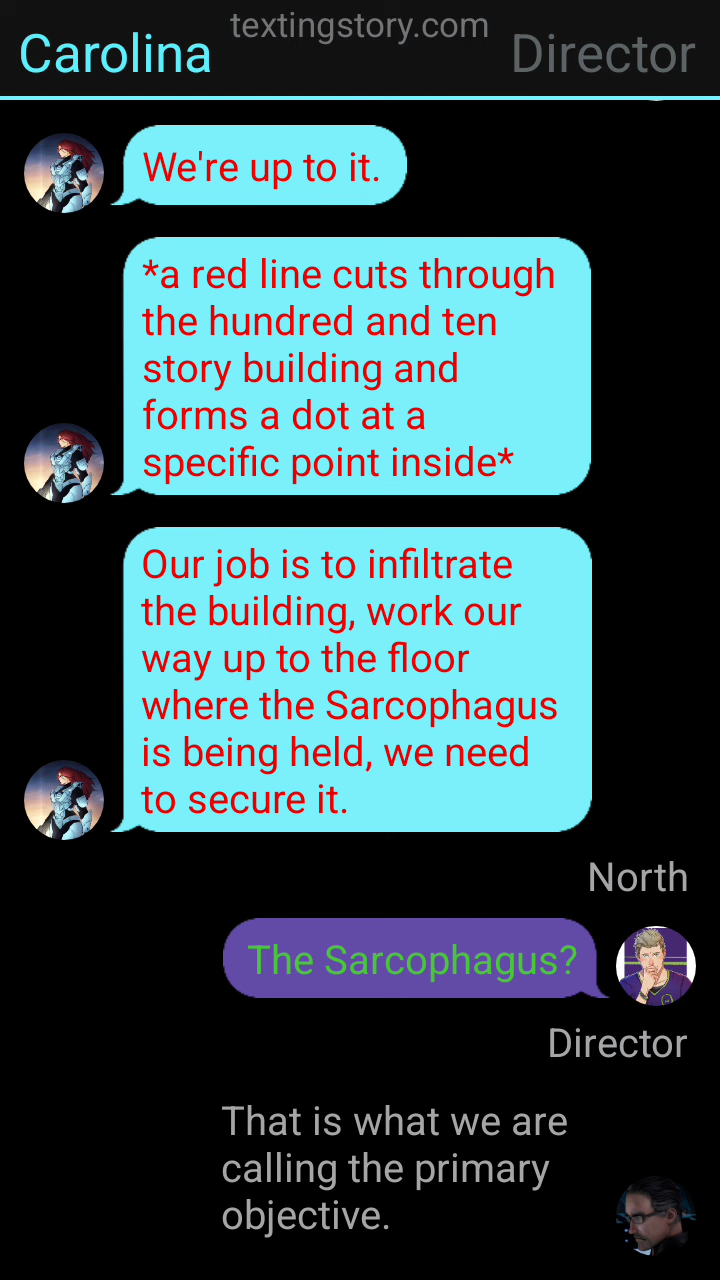 textingstory.com
Carolina
Director
We're up to it.
*a red line cuts through
the hundred and ten
story building and
forms a dot at a
specific point inside*
Our job is to infiltrate
the building, work our
way up to the floor
where the Sarcophagus
is being held, we need
to secure it.
North
The Sarcophagus?
Director
That is what we are
calling the primary
objective.